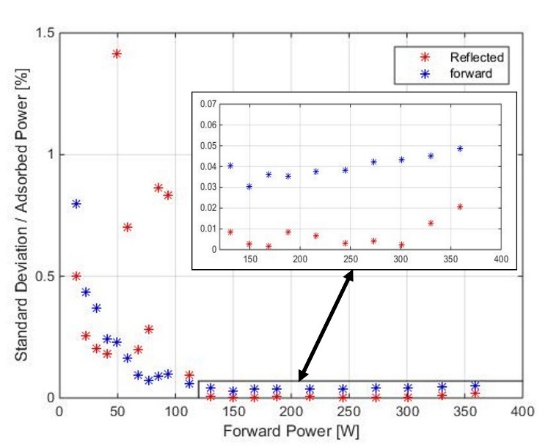 Standard Deviation / Adsorbed Power [%]
1.5
1
0.5
0
Reflected
forward
0.07
0.06
0.05
0.04
0.03
0.02
0.01
0
150 200 250 300 350 400
0 50 100 150 200 250 300 350 400
Forward Power [W]